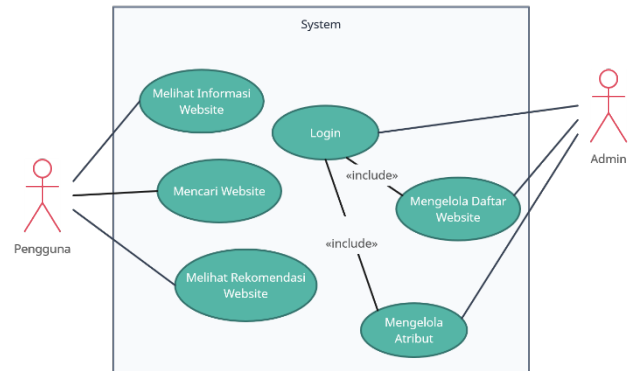 System
Melihat Informasi
Website
Login
Mencari Website
«include»
Mengelola Daftar
Website
Pengguna
Admin
«include»
Melihat Rekomendasi
Website
Mengelola
Atribut